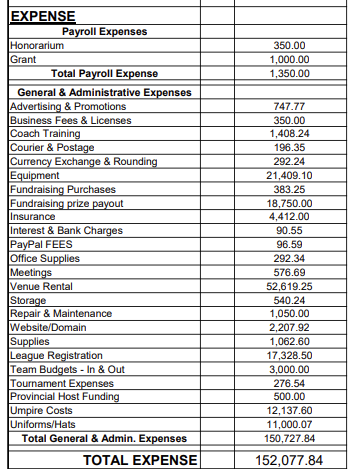 EXPENSE
Payroll Expenses
Honorarium 350.00
Grant 1,000.00
Total Payroll Expense 1,350.00
General & Administrative Expenses
Advertising & Promotions 747.77
Business Fees & Licenses 350.00
Coach Training 1,408.24
Courier & Postage 196.35
Currency Exchange & Rounding 292.24
Equipment 21,409.10
Fundraising Purchases 383.25
Fundraising prize payout 18,750.00
Insurance 4,412.00
Interest & Bank Charges 90.55
PayPal FEES 96.59
Office Supplies 292.34
Meetings 576.69
Venue Rental 52,619.25
Storage 540.24
Repair & Maintenance 1,050.00
Website/Domain 2,207.92
Supplies 1,062.60
League Registration 17,328.50
Team Budgets - In & Out 3,000.00
Tournament Expenses 276.54
Provincial Host Funding 500.00
Umpire Costs 12,137.60
Uniforms/Hats 11,000.07
Total General & Admin. Expenses 150,727.84
TOTAL EXPENSE 152,077.84